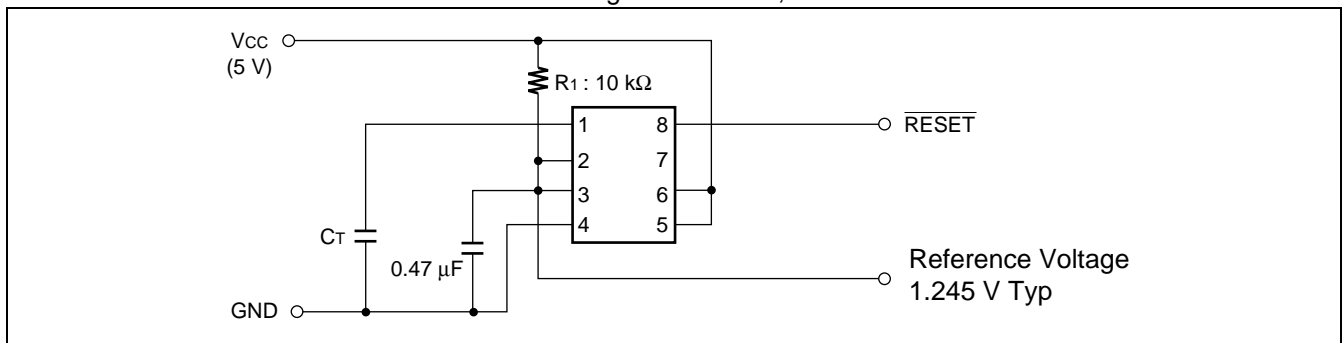 VCC
(5 V)
R1 : 10 kΩ
1
8
RESET
2
7
3
6
4
5
CT
0.47 μF
Reference Voltage
1.245 V Typ
GND